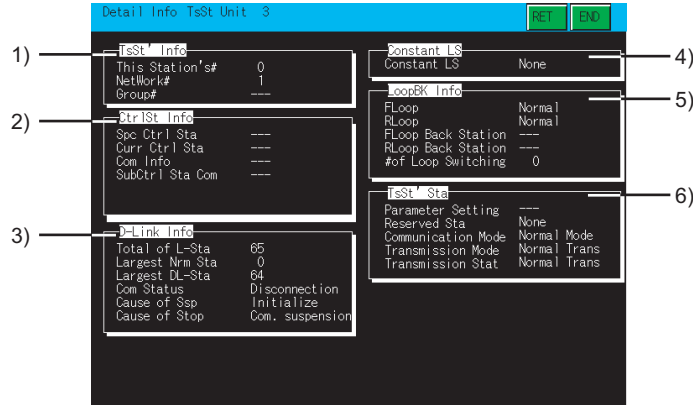 Detail Info TsSt Unit 3
RET END
1)
TsSt' Info
This Station's# 0
NetWork# 1
Group# ---
2)
CtrlSt Info
Spc Ctrl Sta ---
Curr Ctrl Sta ---
Com Info ---
SubCtrl Sta Com ---
3)
D-Link Info
Total of L-Sta 65
Largest Nrm Sta 0
Largest DL-Sta 64
Com Status Disconnection
Cause of Ssp Initialize
Cause of Stop Com. suspension
Constant LS
Constant LS None
4)
LoopBK Info
5)
FLoop Normal
RLoop Normal
FLoop Back Station ---
RLoop Back Station ---
#of Loop Switching 0
TsSt' Sta
6)
Parameter Setting ---
Reserved Sta None
Communication Mode Normal Mode
Transmission Mode Normal Trans
Transmission Stat Normal Trans